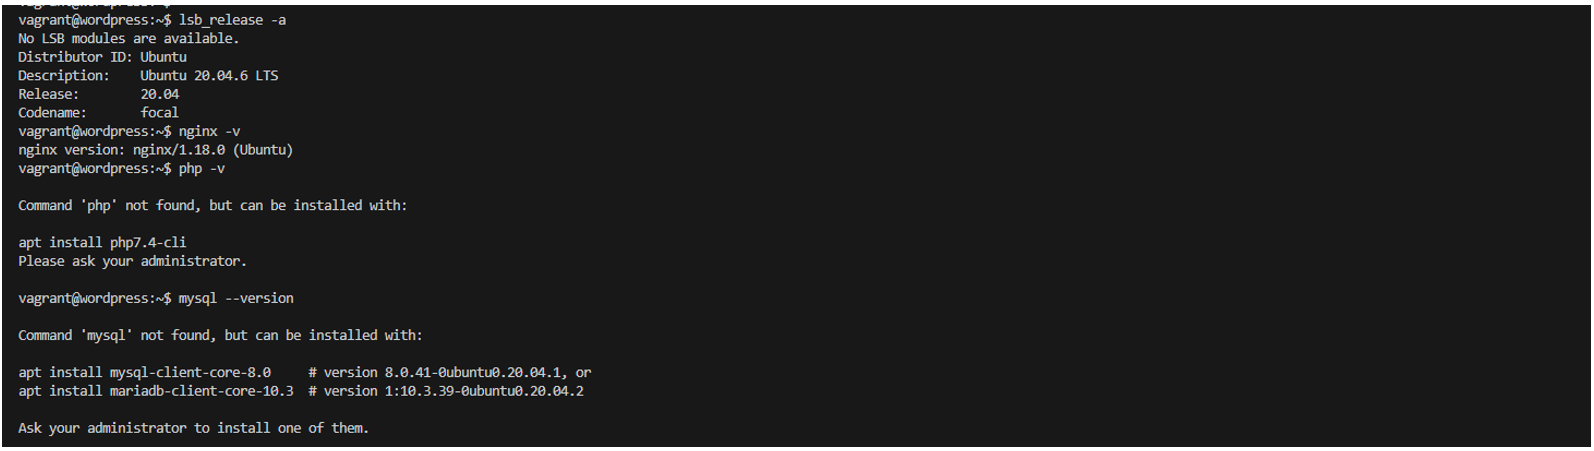 vagrant@wordpress:~$ lsb_release -a
No LSB modules are available.
Distributor ID: Ubuntu
Description:    Ubuntu 20.04.6 LTS
Release:        20.04
Codename:       focal
vagrant@wordpress:~$ nginx -v
nginx version: nginx/1.18.0 (Ubuntu)
vagrant@wordpress:~$ php -v
Command 'php' not found, but can be installed with:
apt install php7.4-cli
Please ask your administrator.
vagrant@wordpress:~$ mysql --version
Command 'mysql' not found, but can be installed with:
apt install mysql-client-core-8.0     # version 8.0.41-0ubuntu0.20.04.1, or
apt install mariadb-client-core-10.3  # version 1:10.3.39-0ubuntu0.20.04.2
Ask your administrator to install one of them.